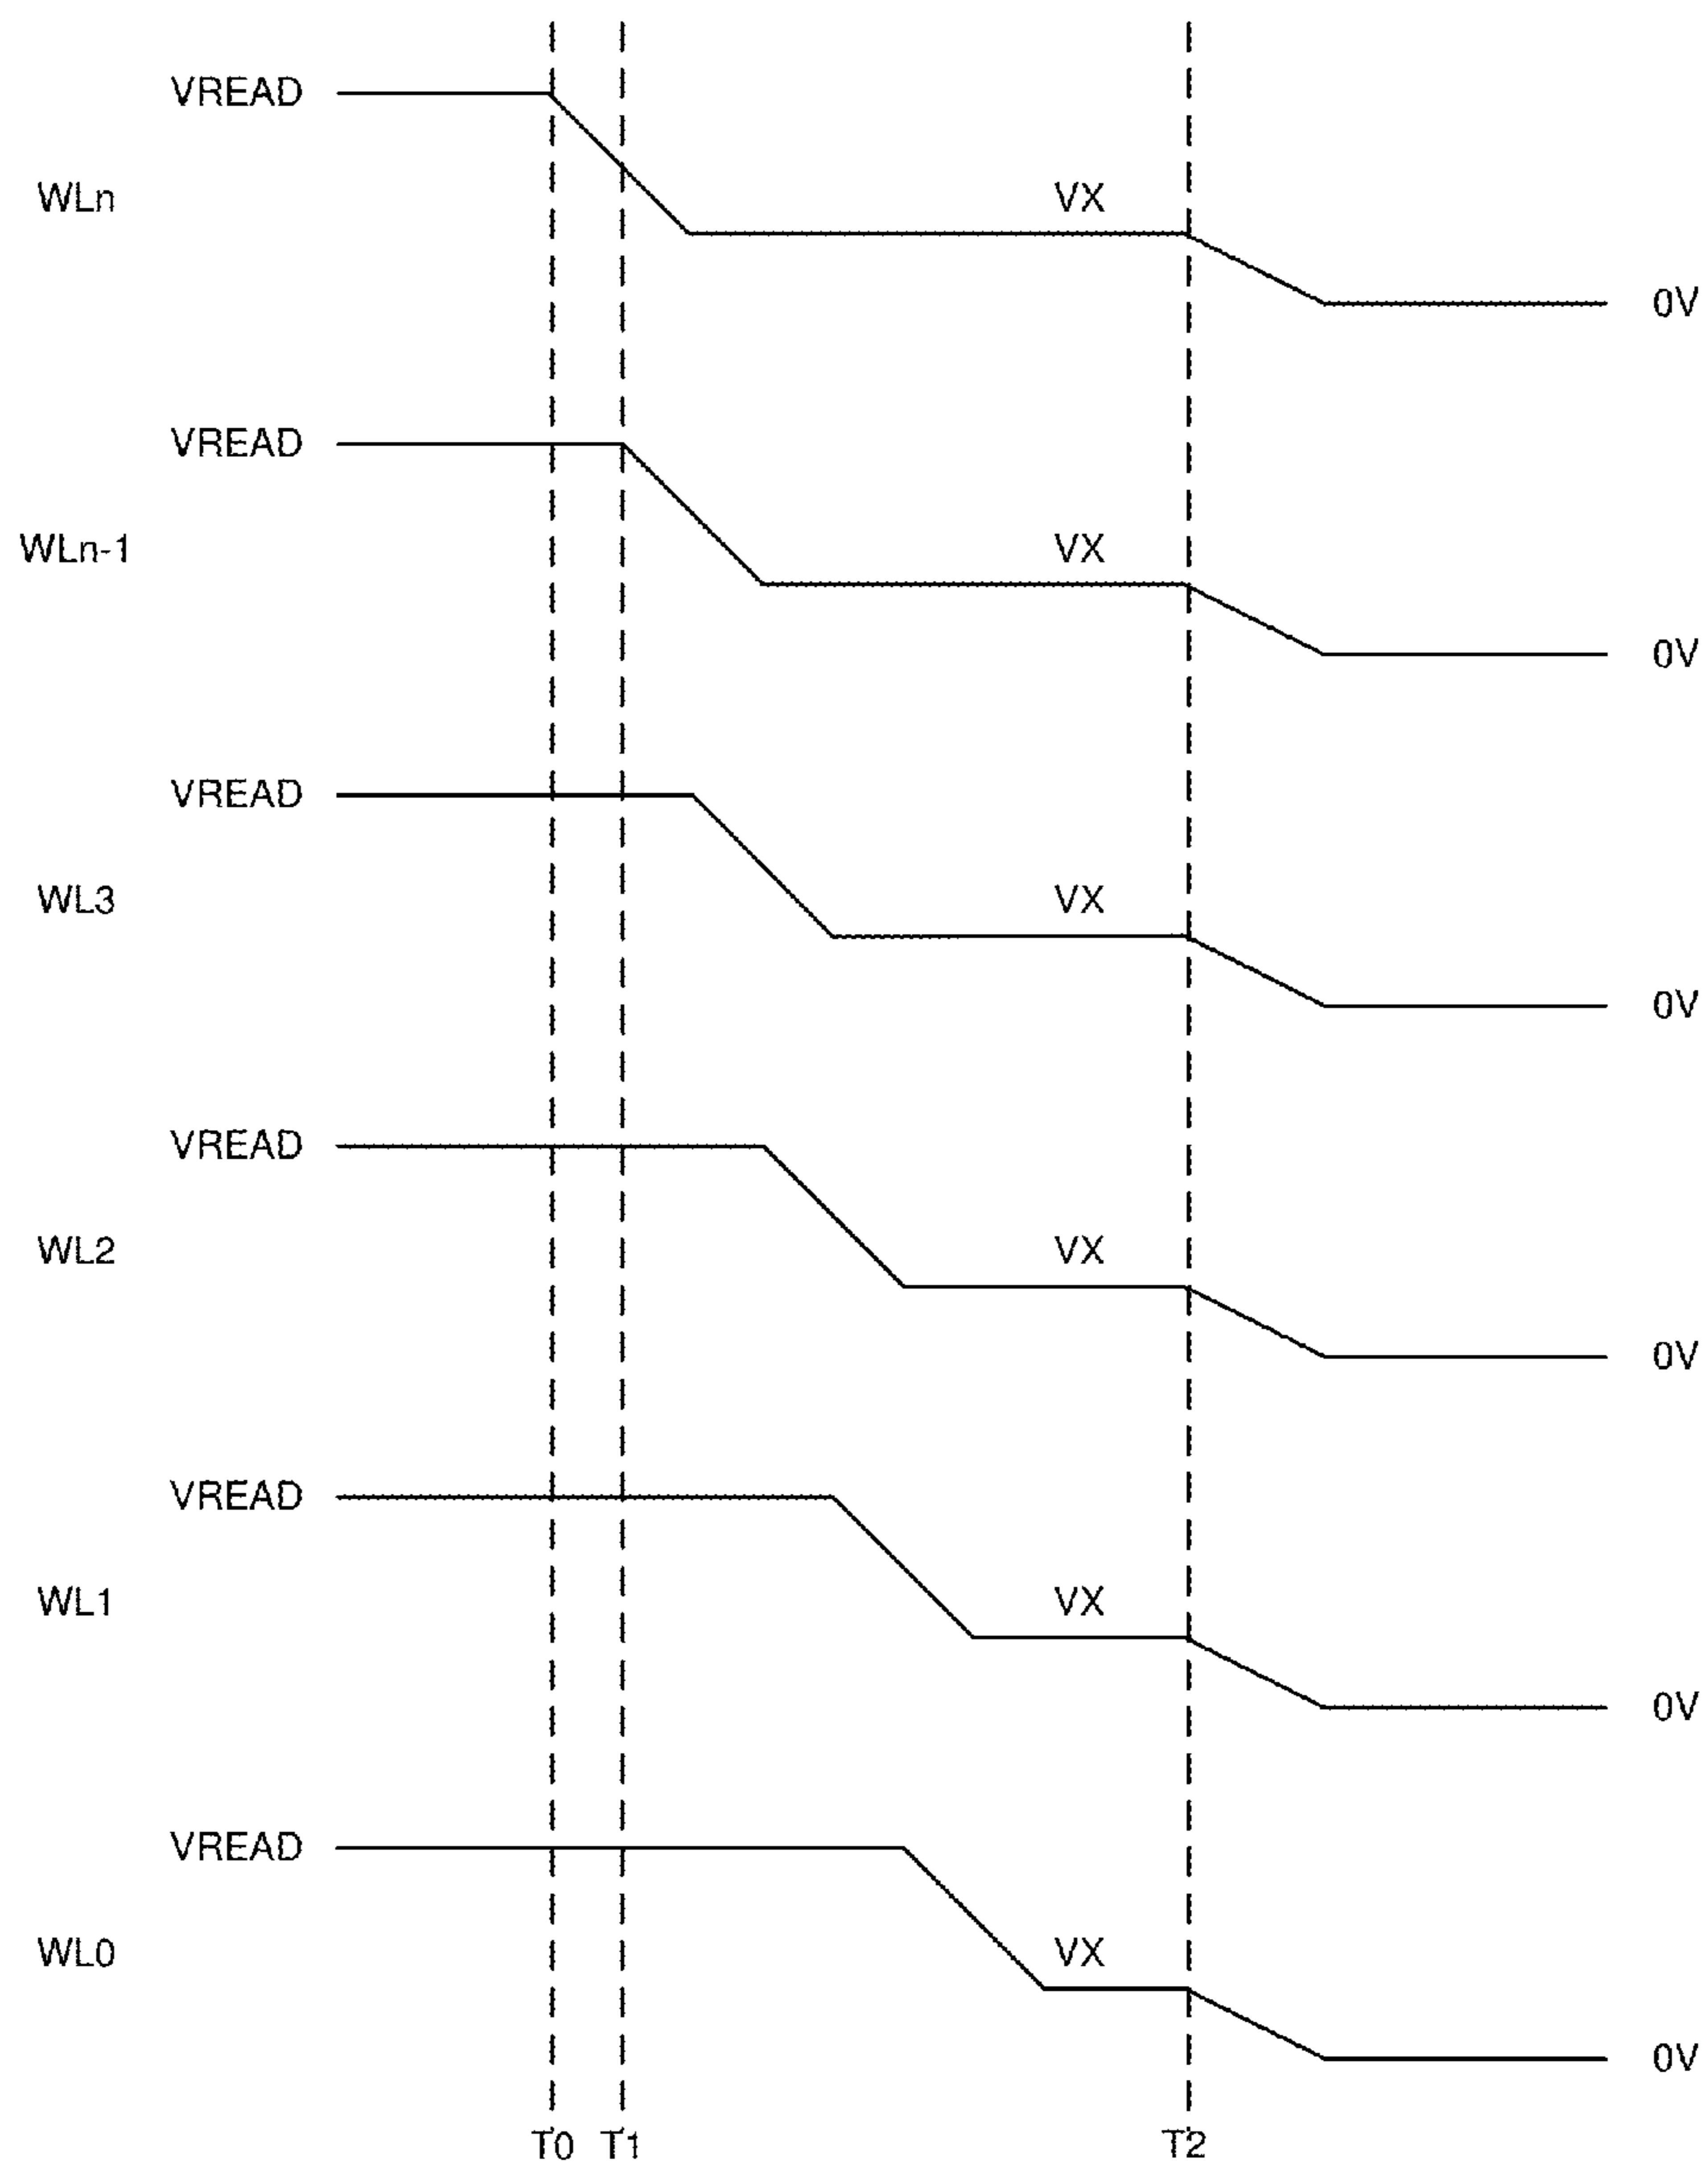 VREAD
WLn
VX
0V
VREAD
WLn-1
VX
0V
VREAD
WL3
VX
0V
VREAD
WL2
VX
0V
VREAD
WL1
VX
0V
VREAD
WL0
VX
0V
T0 T1 T2